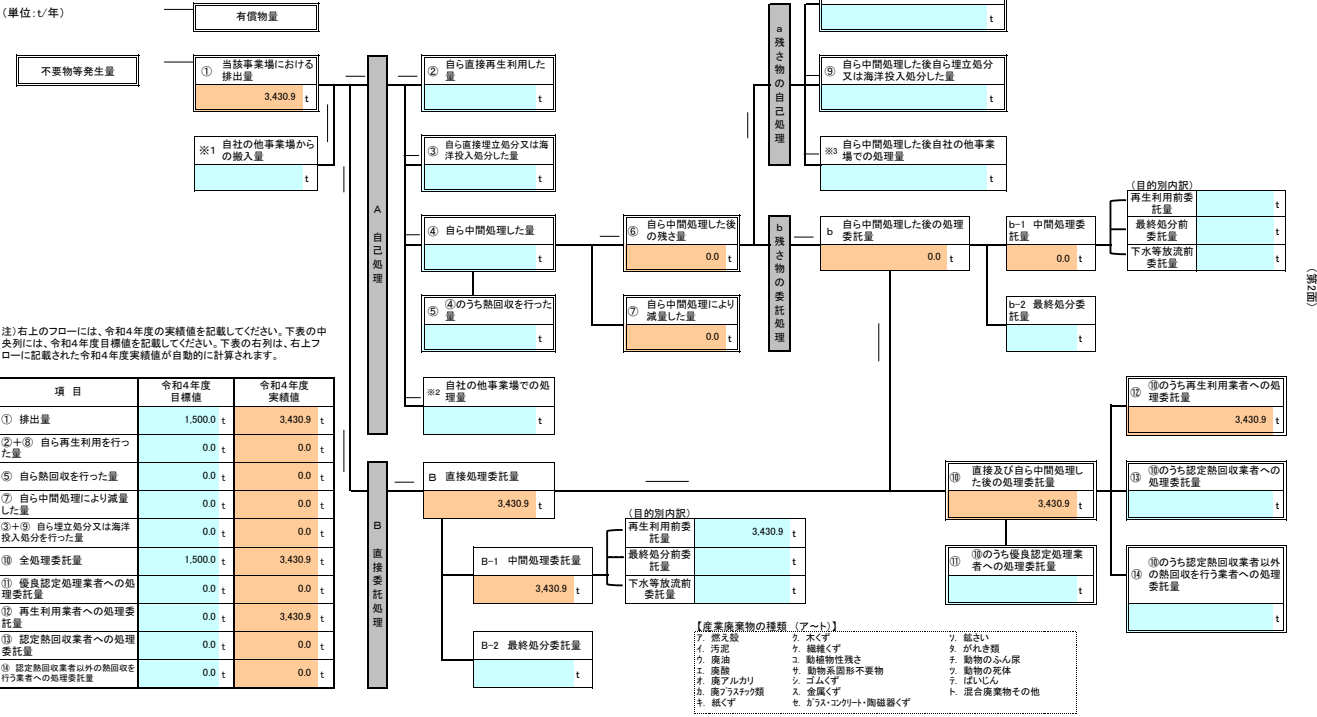 (単位:t/年)
有償物量
不要物等発生量
① 当該事業場における
排出量
3,430.9 t
※1 自社の他事業場から
の搬入量
t
A 自己処理
② 自ら直接再生利用した
量
t
③ 自ら直接埋立処分又は海
洋投入処分した量
t
④ 自ら中間処理した量
t
⑤ ④のうち熱回収を行った
量
t
※2 自社の他事業場での処
理量
t
⑥ 自ら中間処理した後
の残さ量
0.0 t
⑦ 自ら中間処理により
減量した量
0.0 t
a 残さ物の自己処理
t
⑨ 自ら中間処理した後自ら埋立処分
又は海洋投入処分した量
t
※3 自ら中間処理した後自社の他事業
場での処理量
t
b 残さ物の委託処理
b 自ら中間処理した後の処理
委託量
0.0 t
b-1 中間処理委
託量
0.0 t
b-2 最終処分委
託量
t
(目的別内訳)
再生利用前委
託量
t
最終処分前
委託量
t
下水等放流前
委託量
t
(第2面)
注)右上のフローには、令和4年度の実績値を記載してください。下表の中
央列には、令和4年度目標値を記載してください。下表の右列は、右上フ
ローに記載された令和4年度実績値が自動的に計算されます。
項 目 令和4年度
目標値 令和4年度
実績値
① 排出量 1,500.0 t 3,430.9 t
②+⑧ 自ら再生利用を行っ
た量 0.0 t 0.0 t
⑤ 自ら熱回収を行った量 0.0 t 0.0 t
⑦ 自ら中間処理により減量
した量 0.0 t 0.0 t
③+⑨ 自ら埋立処分又は海洋
投入処分を行った量 0.0 t 0.0 t
⑩ 全処理委託量 1,500.0 t 3,430.9 t
⑪ 優良認定処理業者への処
理委託量 0.0 t 0.0 t
⑫ 再生利用業者への処理委
託量 0.0 t 3,430.9 t
⑬ 認定熱回収業者への処理
委託量 0.0 t 0.0 t
⑭ 認定熱回収業者以外の熱回収を
行う業者への処理委託量 0.0 t 0.0 t
B 直接委託処理
B 直接処理委託量
3,430.9 t
B-1 中間処理委託量
3,430.9 t
B-2 最終処分委託量
t
(目的別内訳)
再生利用前委
託量
3,430.9 t
最終処分前委
託量
t
下水等放流前
委託量
t
⑩ 直接及び自ら中間処理し
た後の処理委託量
3,430.9 t
⑪ ⑩のうち優良認定処理業
者への処理委託量
t
⑫ ⑩のうち再生利用業者への処
理委託量
3,430.9 t
⑬ ⑩のうち認定熱回収業者への
処理委託量
t
⑭ ⑩のうち認定熱回収業者以外
の熱回収を行う業者への処理
委託量
t
【産業廃棄物の種類 (ア~ト)】
ア. 燃え殻 ク. 木くず ソ. 鉱さい
イ. 汚泥 ケ. 繊維くず タ. がれき類
ウ. 廃油 コ. 動植物性残さ チ. 動物のふん尿
エ. 廃酸 サ. 動物系固形不要物 ツ. 動物の死体
オ. 廃アルカリ シ. ゴムくず テ. ばいじん
カ. 廃プラスチック類 ス. 金属くず ト. 混合廃棄物その他
キ. 紙くず セ. ガラス・コンクリート・陶磁器くず